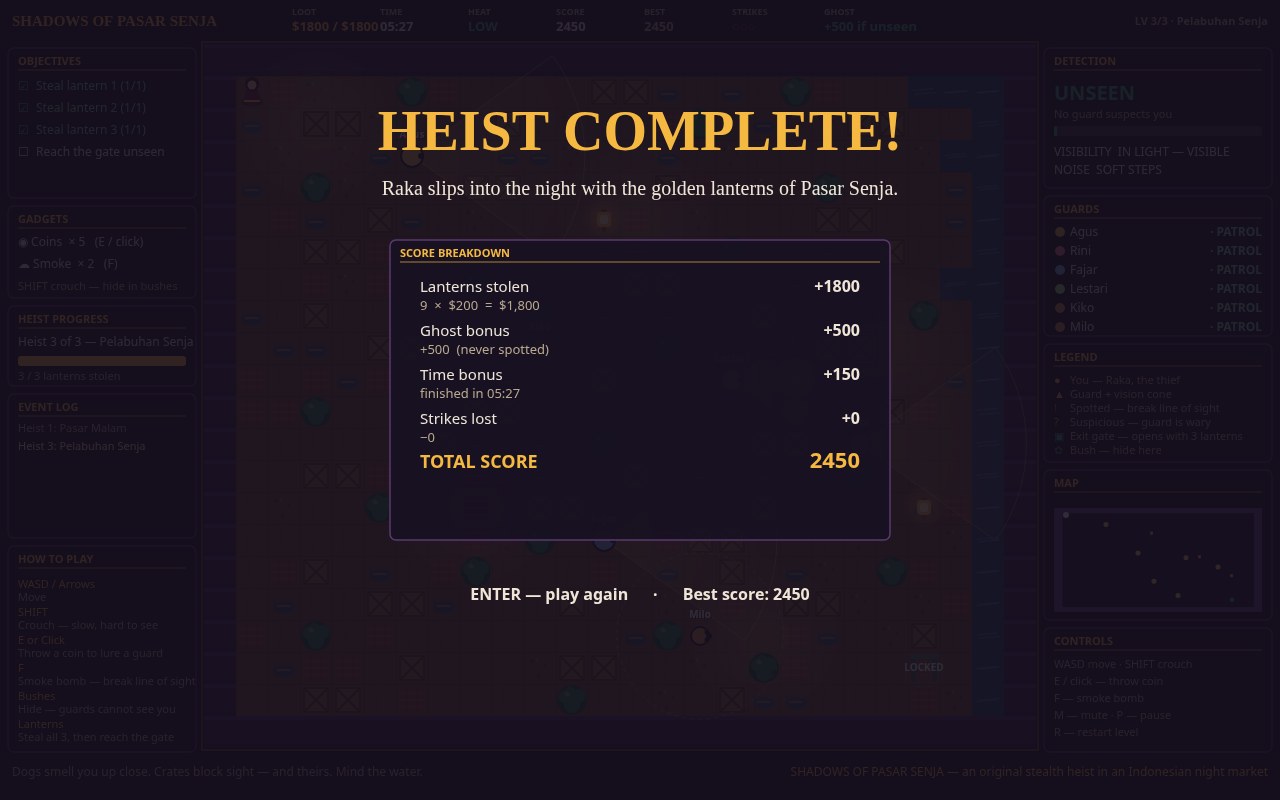 SHADOWS OF PASAR SENJA
LOOT
$1800 / $1800
TIME
05:27
HEAT
LOW
SCORE
2450
BEST
2450
STRIKES
GHOST
+500 if unseen
LV 3/3 · Pelabuhan Senja
OBJECTIVES
☑ Steal lantern 1 (1/1)
☑ Steal lantern 2 (1/1)
☑ Steal lantern 3 (1/1)
☐ Reach the gate unseen
GADGETS
◉ Coins × 5 (E / click)
☁ Smoke × 2 (F)
SHIFT crouch — hide in bushes
HEIST PROGRESS
Heist 3 of 3 — Pelabuhan Senja
3 / 3 lanterns stolen
EVENT LOG
Heist 1: Pasar Malam
Heist 3: Pelabuhan Senja
HOW TO PLAY
WASD / Arrows
Move
SHIFT
Crouch — slow, hard to see
E or Click
Throw a coin to lure a guard
F
Smoke bomb — break line of sight
Bushes
Hide — guards cannot see you
Lanterns
Steal all 3, then reach the gate
HEIST COMPLETE!
Raka slips into the night with the golden lanterns of Pasar Senja.
SCORE BREAKDOWN
Lanterns stolen +1800
9 × $200 = $1,800
Ghost bonus +500
+500 (never spotted)
Time bonus +150
finished in 05:27
Strikes lost +0
−0
TOTAL SCORE 2450
ENTER — play again · Best score: 2450
Milo
LOCKED
DETECTION
UNSEEN
No guard suspects you
VISIBILITY IN LIGHT — VISIBLE
NOISE SOFT STEPS
GUARDS
Agus · PATROL
Rini · PATROL
Fajar · PATROL
Lestari · PATROL
Kiko · PATROL
Milo · PATROL
LEGEND
● You — Raka, the thief
▲ Guard + vision cone
! Spotted — break line of sight
? Suspicious — guard is wary
▣ Exit gate — opens with 3 lanterns
✿ Bush — hide here
MAP
CONTROLS
WASD move · SHIFT crouch
E / click — throw coin
F — smoke bomb
M — mute · P — pause
R — restart level
Dogs smell you up close. Crates block sight — and theirs. Mind the water.
SHADOWS OF PASAR SENJA — an original stealth heist in an Indonesian night market